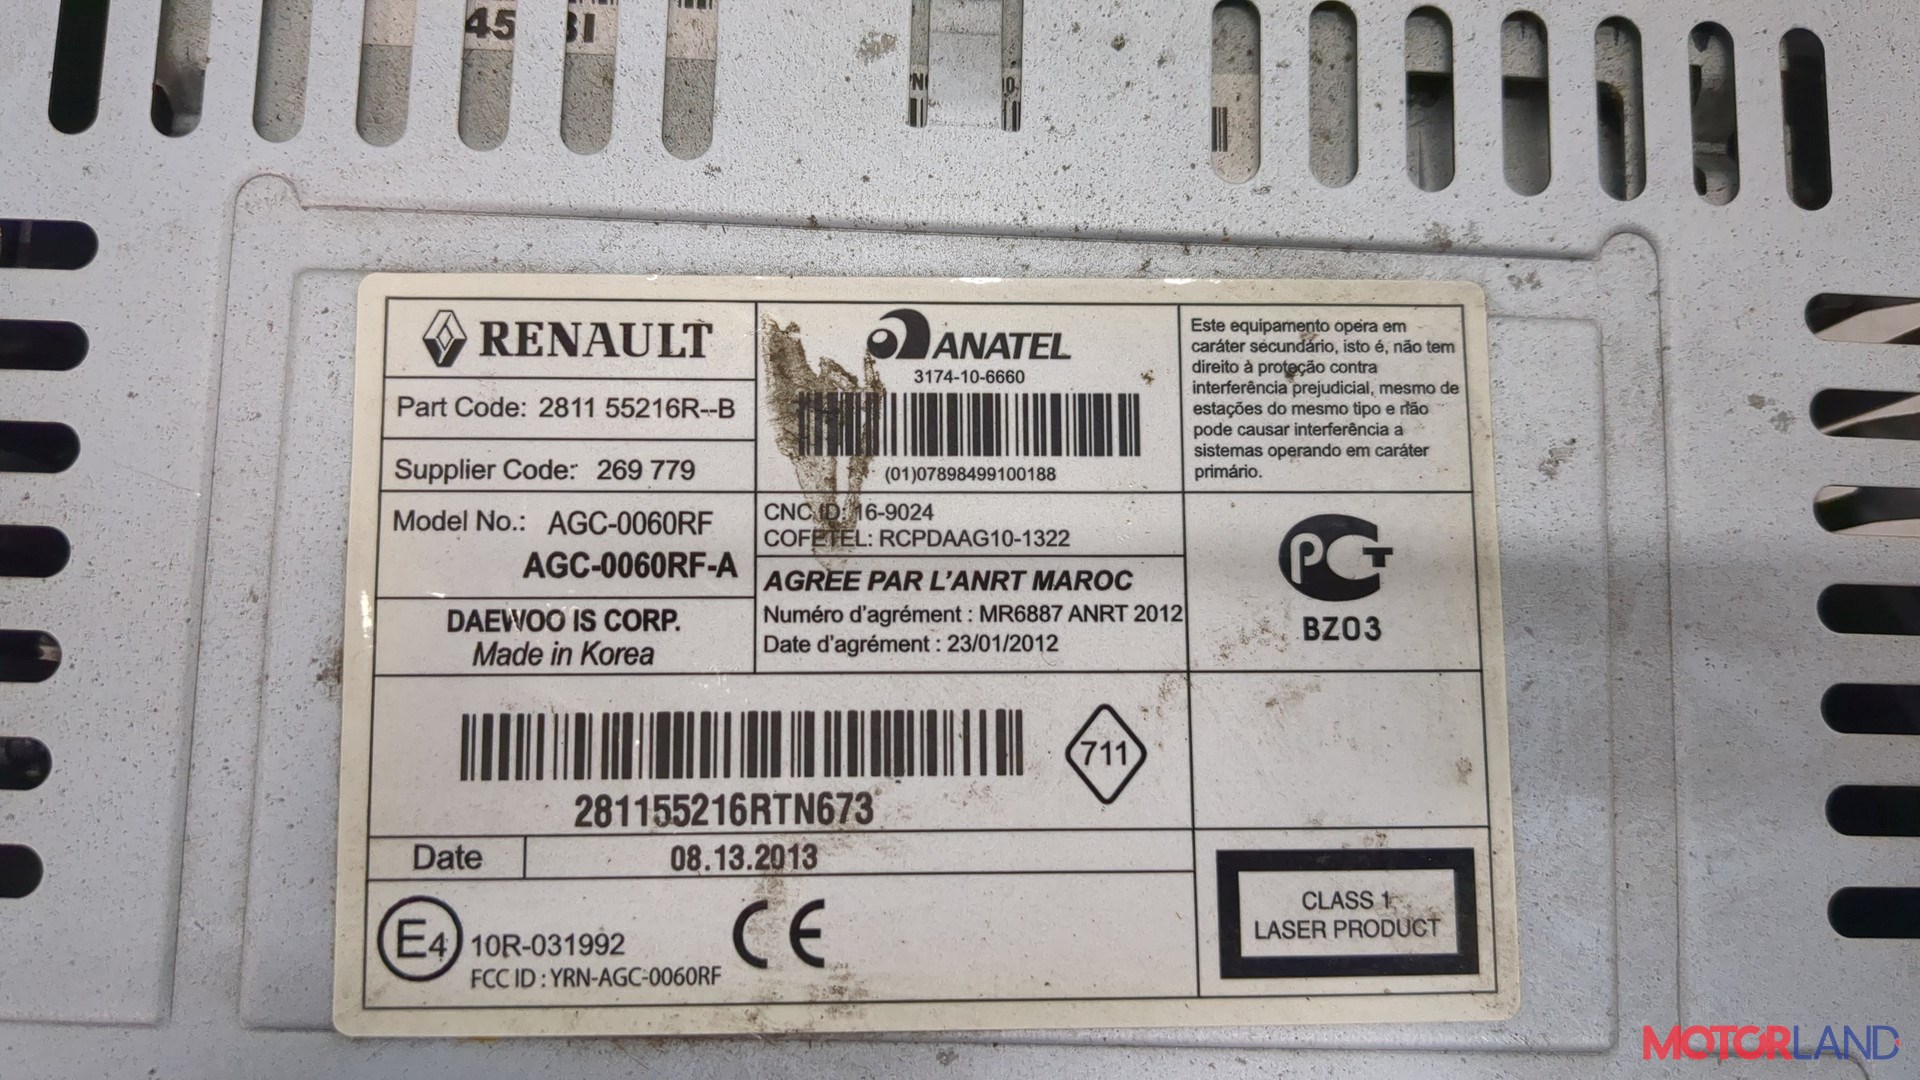 45 31
RENAULT
Part Code: 2811 55216R--B
Supplier Code: 269 779
Model No.: AGC-0060RF
AGC-0060RF-A
DAEWOO IS CORP.
Made in Korea
ANATEL
3174-10-6660
(01)07898499100188
CNC ID: 16-9024
COFETEL: RCPDAAG10-1322
AGREE PAR L'ANRT MAROC
Numéro d'agrément : MR6887 ANRT 2012
Date d'agrément : 23/01/2012
Este equipamento opera em
caráter secundário, isto é, não tem
direito à proteção contra
interferência prejudicial, mesmo de
estações do mesmo tipo e não
pode causar interferência a
sistemas operando em caráter
primário.
PCT
BZ03
281155216RTN673
711
Date 08.13.2013
E4 10R-031992
FCC ID : YRN-AGC-0060RF
CE
CLASS 1
LASER PRODUCT
MOTORLAND